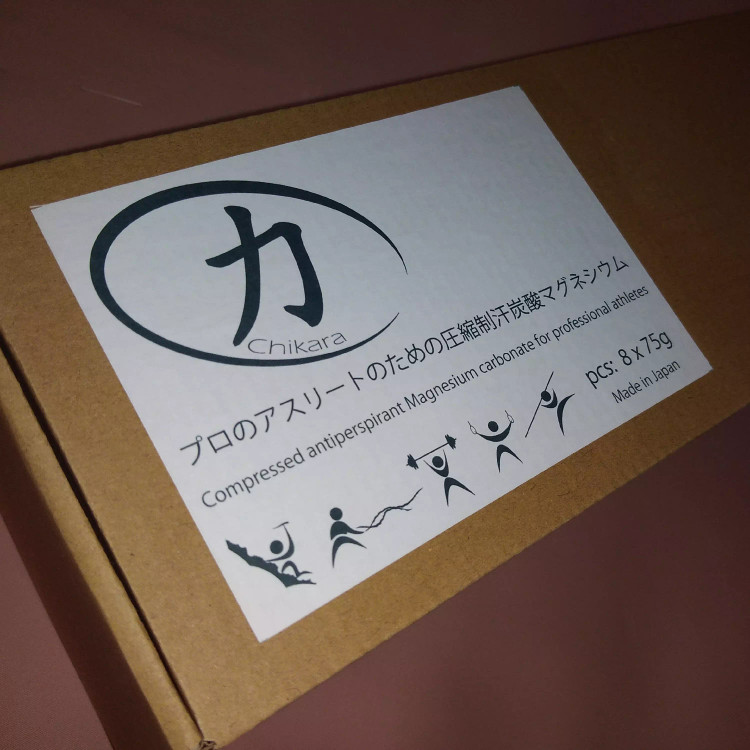 力
Chikara
プロのアスリートのための圧縮制汗炭酸マグネシウム
Compressed antiperspirant Magnesium carbonate for professional athletes
pcs: 8 x 75g
Made in Japan